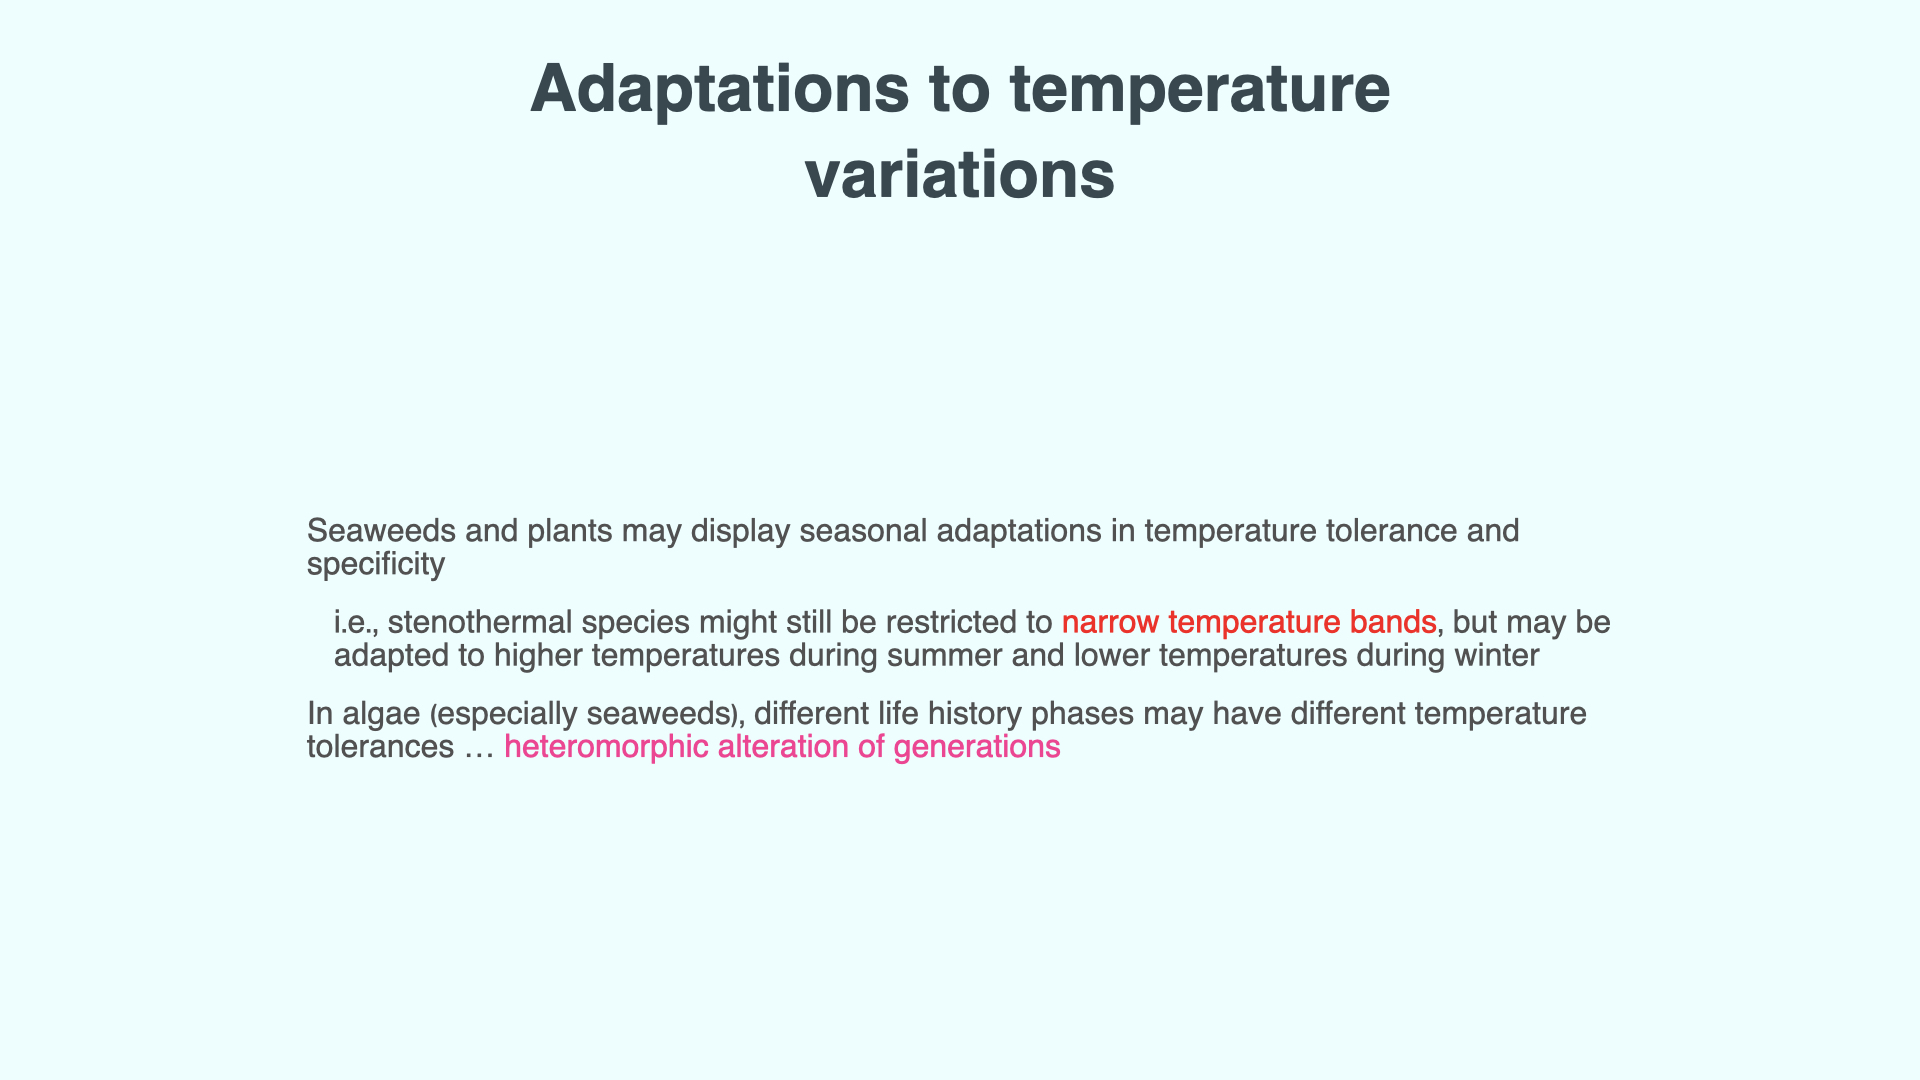 Adaptations to temperature
variations
Seaweeds and plants may display seasonal adaptations in temperature tolerance and
specificity
i.e., stenothermal species might still be restricted to narrow temperature bands, but may be
adapted to higher temperatures during summer and lower temperatures during winter
In algae (especially seaweeds), different life history phases may have different temperature
tolerances … heteromorphic alteration of generations